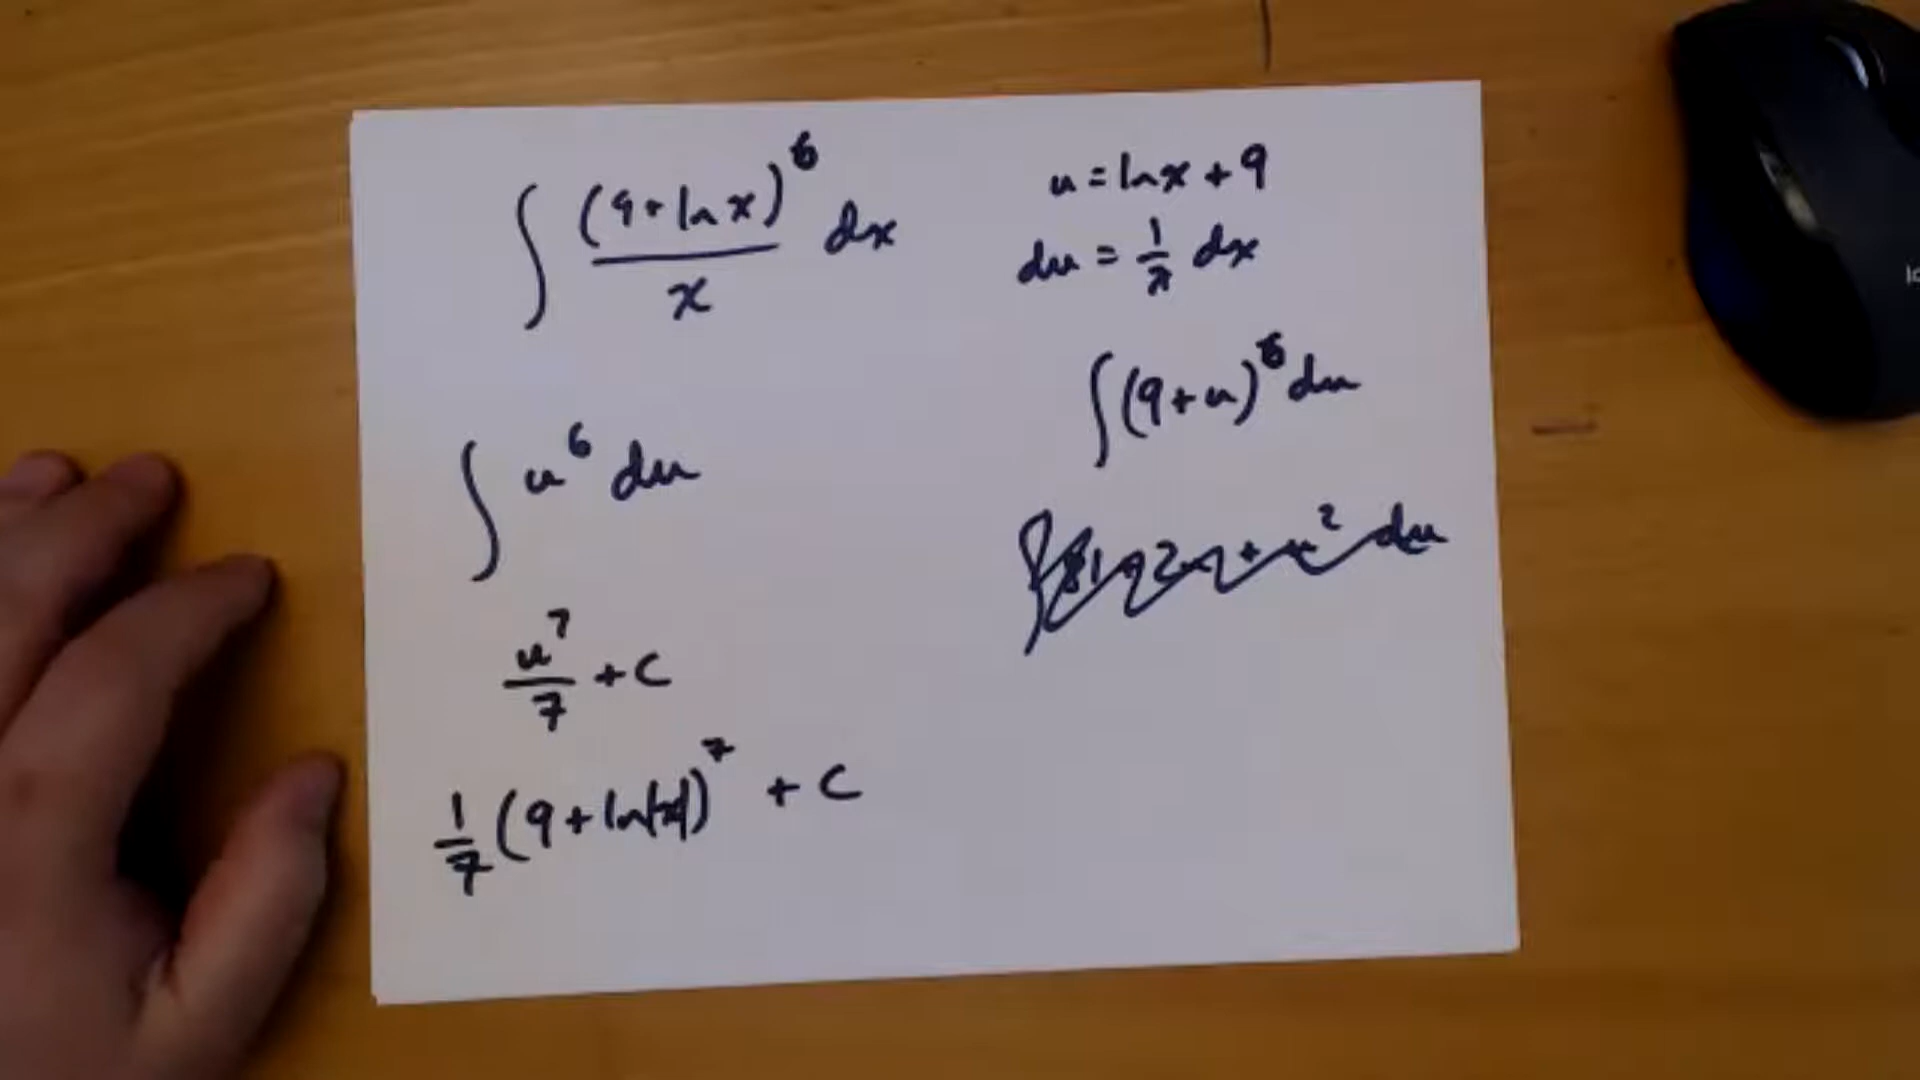 ∫ (9 + ln x)^6 / x dx
u = ln x + 9
du = 1/x dx
∫ (9 + u)^6 du
∫ u^6 du
u^7 / 7 + C
1/7 (9 + ln|x|)^7 + C